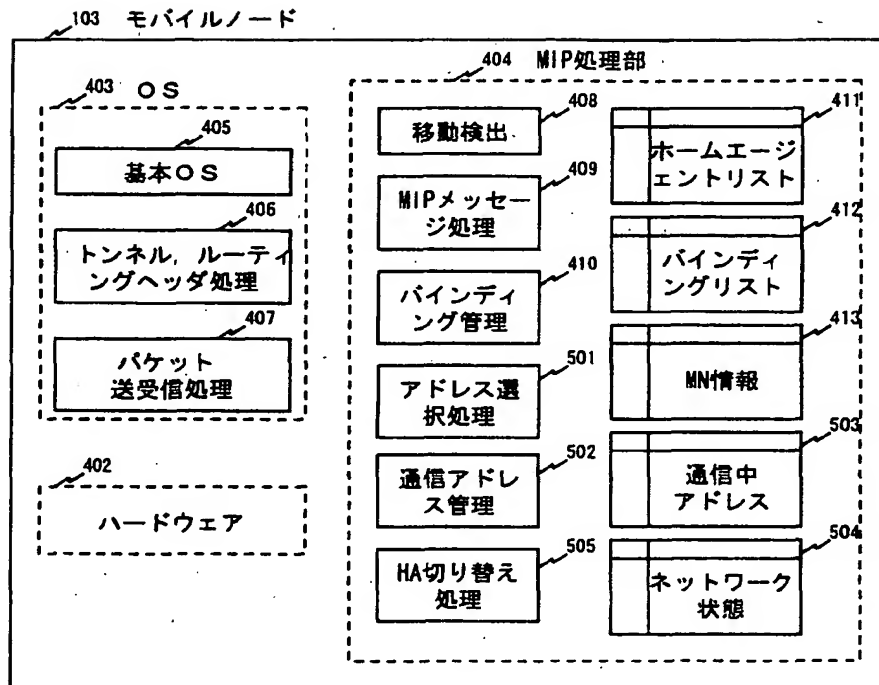 103 モバイルノード
403 OS
405
基本OS
406
トンネル,ルーティ
ングヘッダ処理
407
パケット
送受信処理
402
ハードウェア
404 MIP処理部
408
移動検出
409
MIPメッセー
ジ処理
410
バインディ
ング管理
501
アドレス選
択処理
502
通信アドレ
ス管理
505
HA切り替え
処理
411
ホームエージ
ェントリスト
412
バインディ
ングリスト
413
MN情報
503
通信中
アドレス
504
ネットワーク
状態